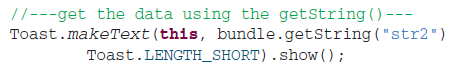 //---get the data using the getString()---
Toast.makeText(this, bundle.getString("str2")
Toast.LENGTH_SHORT).show();